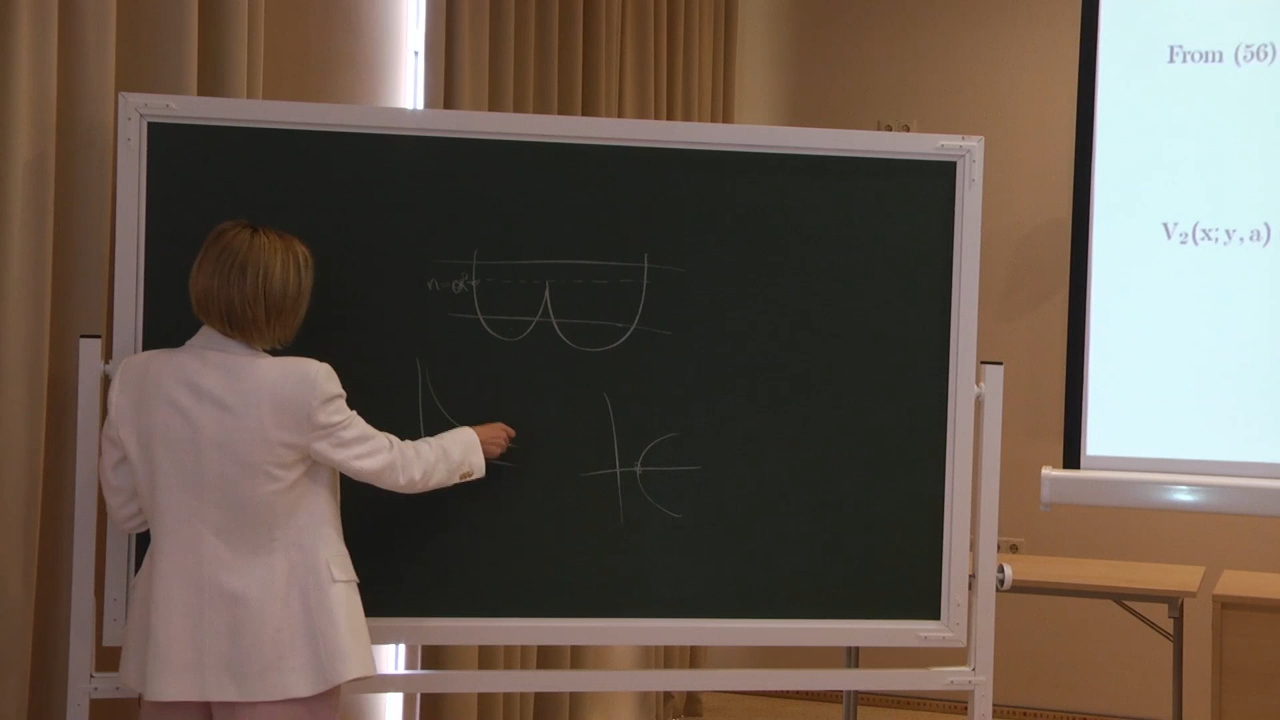 From (56)
V₂(x; y, a)